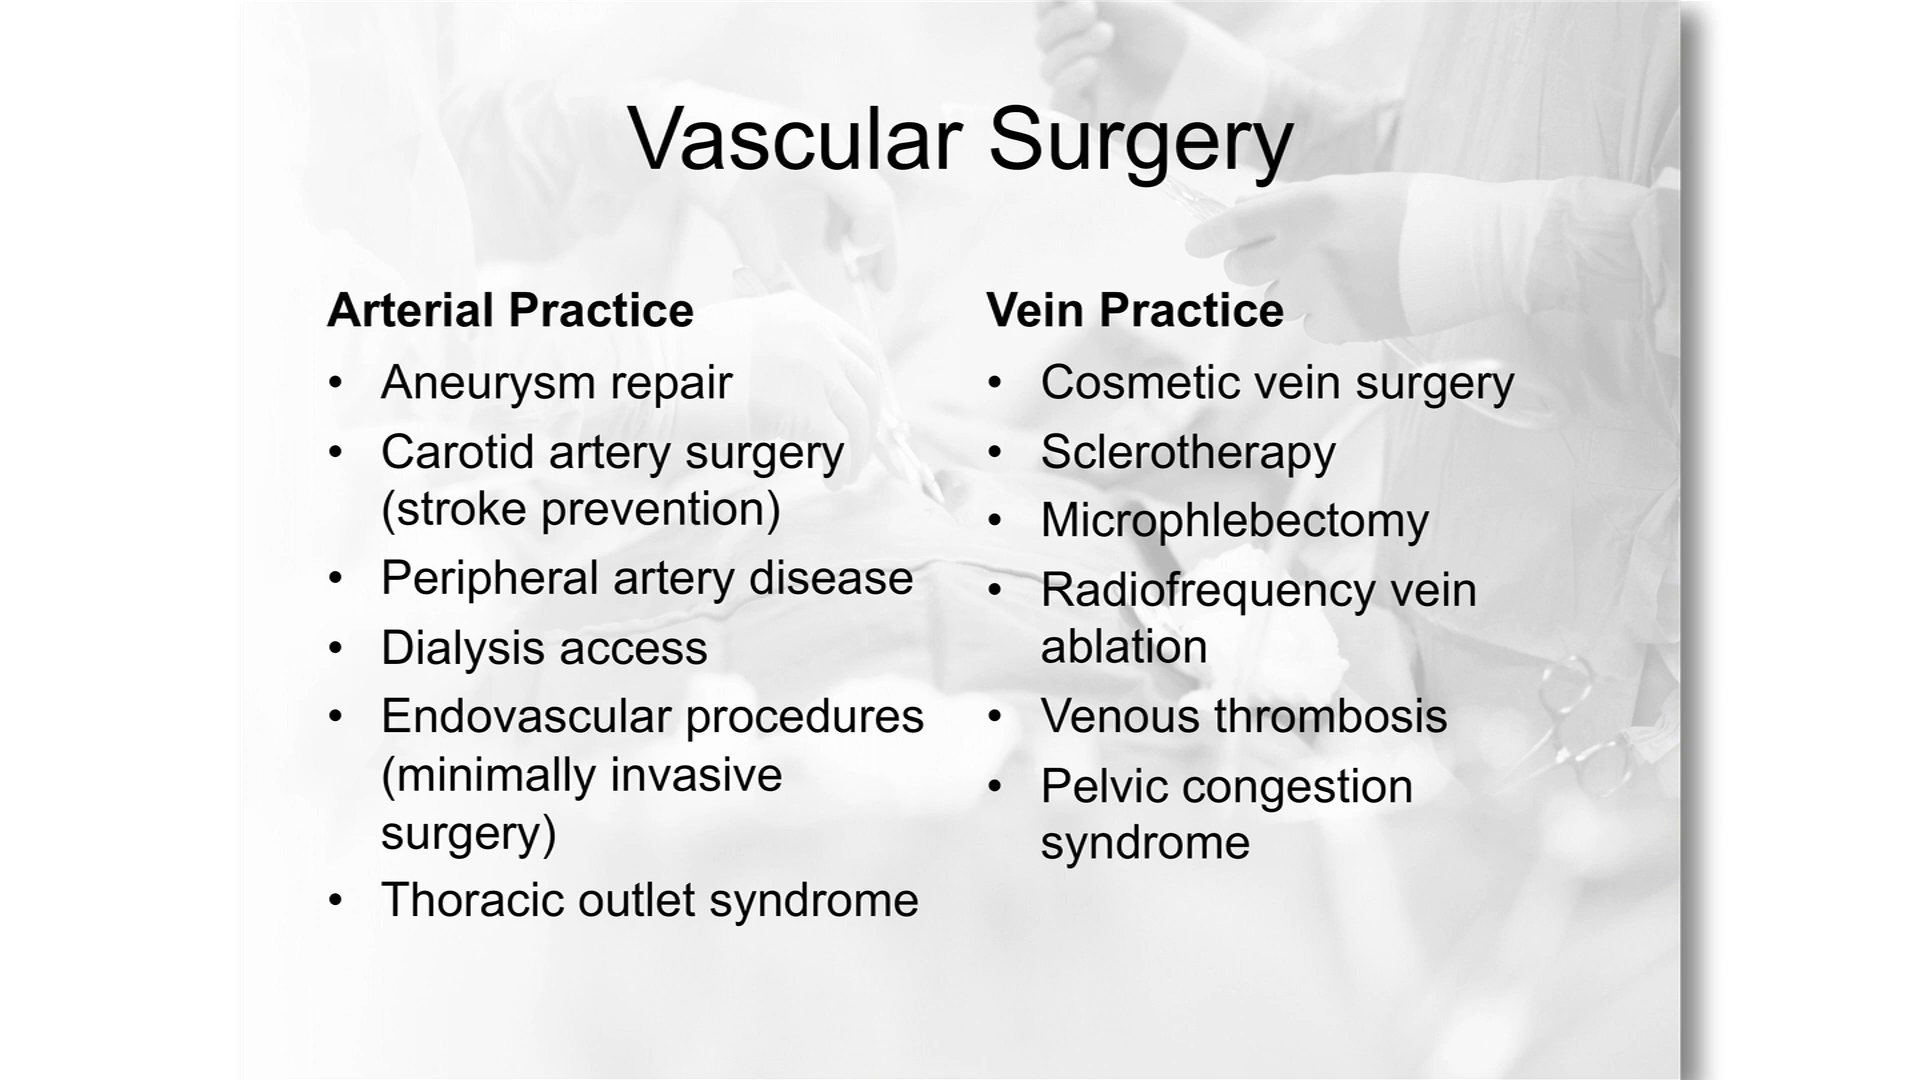 Vascular Surgery
Arterial Practice
• Aneurysm repair
• Carotid artery surgery
(stroke prevention)
• Peripheral artery disease
• Dialysis access
• Endovascular procedures
(minimally invasive
surgery)
• Thoracic outlet syndrome
Vein Practice
• Cosmetic vein surgery
• Sclerotherapy
• Microphlebectomy
• Radiofrequency vein
ablation
• Venous thrombosis
• Pelvic congestion
syndrome